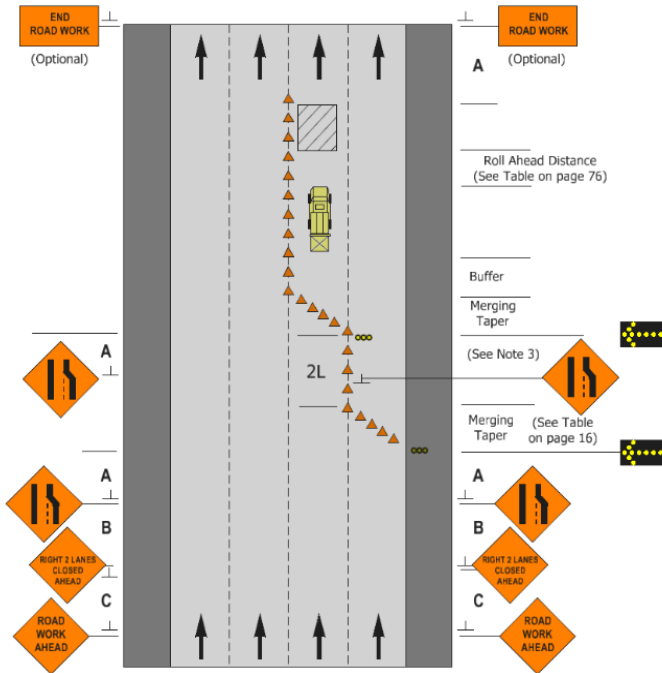 END
ROAD WORK
(Optional)
END
ROAD WORK
(Optional)
A
Roll Ahead Distance
(See Table on page 76)
Buffer
Merging
Taper
A
(See Note 3)
2L
Merging
Taper
(See Table
on page 16)
A
A
B
B
RIGHT 2 LANES
CLOSED
AHEAD
RIGHT 2 LANES
CLOSED
AHEAD
C
C
ROAD
WORK
AHEAD
ROAD
WORK
AHEAD